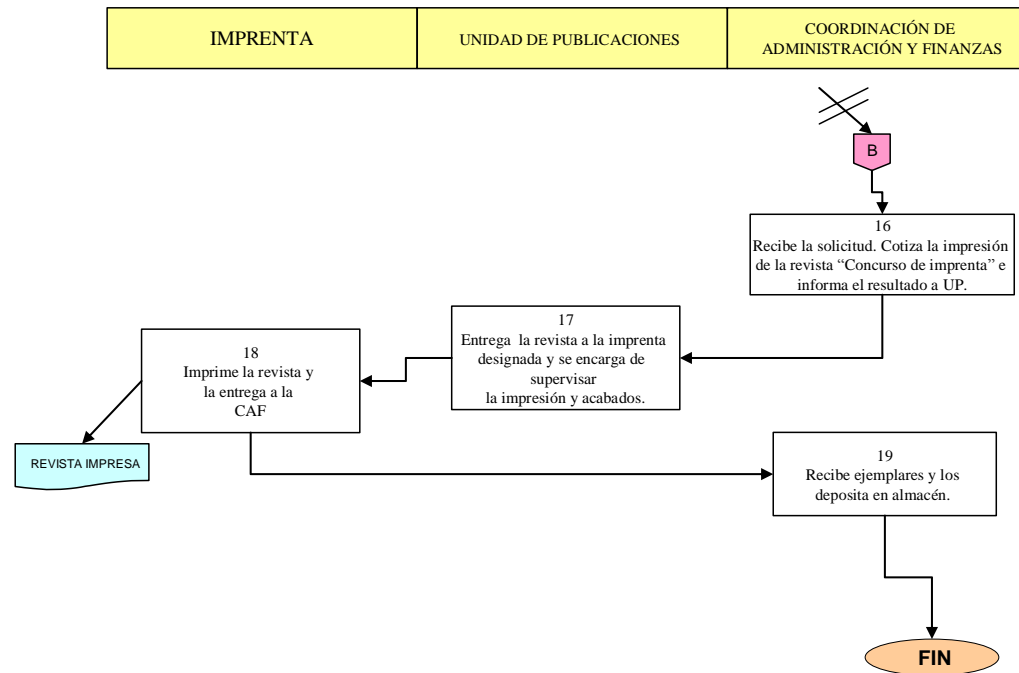 IMPRENTA
UNIDAD DE PUBLICACIONES
COORDINACIÓN DE
ADMINISTRACIÓN Y FINANZAS
B
16
Recibe la solicitud. Cotiza la impresión
de la revista “Concurso de imprenta” e
informa el resultado a UP.
17
Entrega la revista a la imprenta
designada y se encarga de
supervisar
la impresión y acabados.
18
Imprime la revista y
la entrega a la
CAF
REVISTA IMPRESA
19
Recibe ejemplares y los
deposita en almacén.
FIN